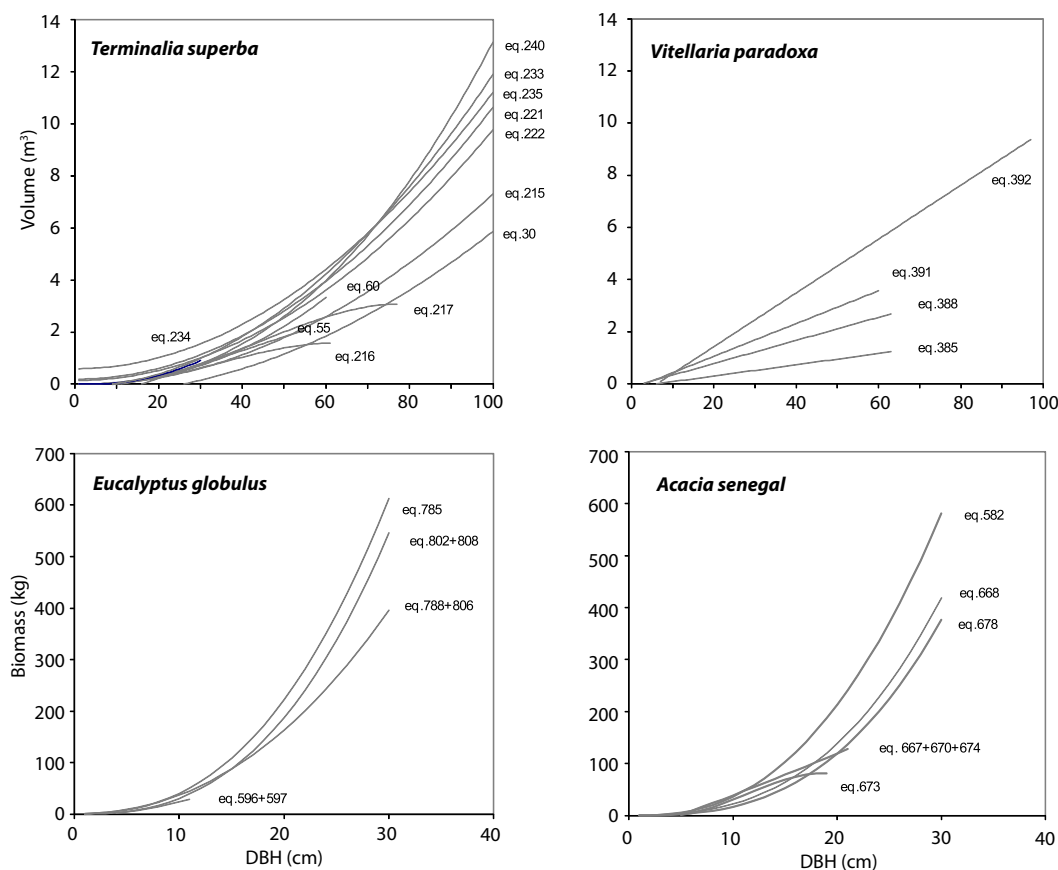 Terminalia superba
Volume (m³)
14
12
10
8
6
4
2
0
0
20
40
60
80
100
eq.240
eq.233
eq.235
eq.221
eq.222
eq.215
eq.30
eq.60
eq.217
eq.55
eq.234
eq.216
Vitellaria paradoxa
14
12
10
8
6
4
2
0
0
20
40
60
80
100
eq.392
eq.391
eq.388
eq.385
Eucalyptus globulus
Biomass (kg)
700
600
500
400
300
200
100
0
0
10
20
30
40
DBH (cm)
eq.785
eq.802+808
eq.788+806
eq.596+597
Acacia senegal
700
600
500
400
300
200
100
0
0
10
20
30
40
DBH (cm)
eq.582
eq.668
eq.678
eq. 667+670+674
eq.673